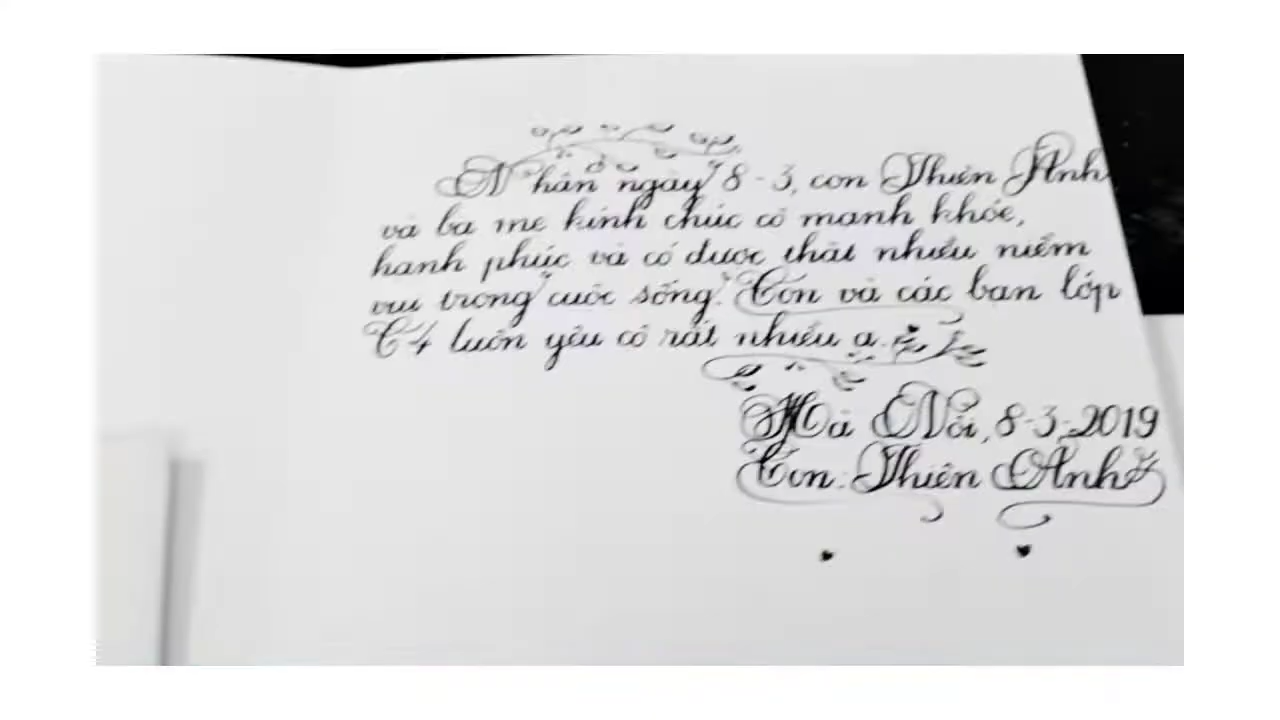 Nhân ngày 8-3, con Thiên Ánh
và ba mẹ kính chúc cô mạnh khỏe,
hạnh phúc và có được thật nhiều niềm
vui trong cuộc sống. Con và các bạn lớp
C4 luôn yêu cô rất nhiều ạ.
Hà Nội, 8-3-2019
Con: Thiên Ánh